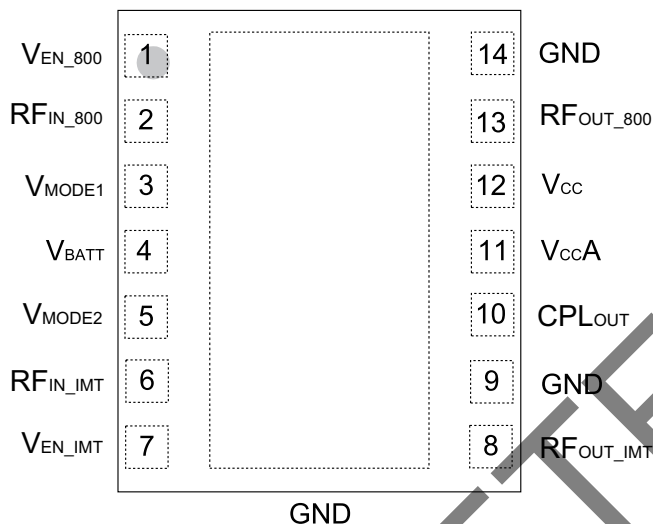 VEN_800 1 14 GND
RFIN_800 2 13 RFOUT_800
VMODE1 3 12 VCC
VBATT 4 11 VCCA
VMODE2 5 10 CPLOUT
RFIN_IMT 6 9 GND
VEN_IMT 7 8 RFOUT_IMT
GND